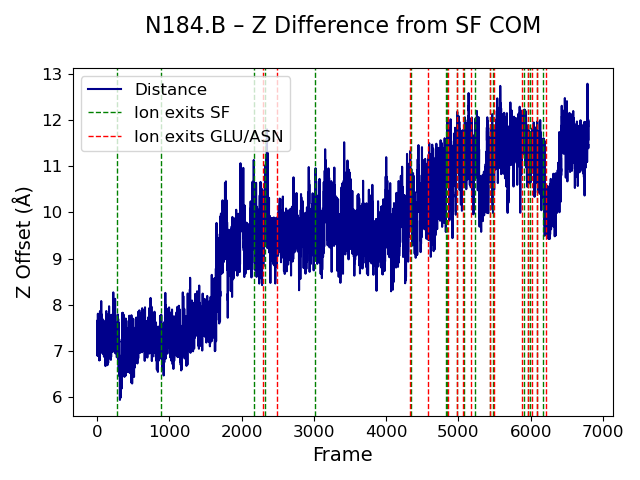 N184.B – Z Difference from SF COM
Distance
Ion exits SF
Ion exits GLU/ASN
Z Offset (Å)
13
12
11
10
9
8
7
6
0 1000 2000 3000 4000 5000 6000 7000
Frame